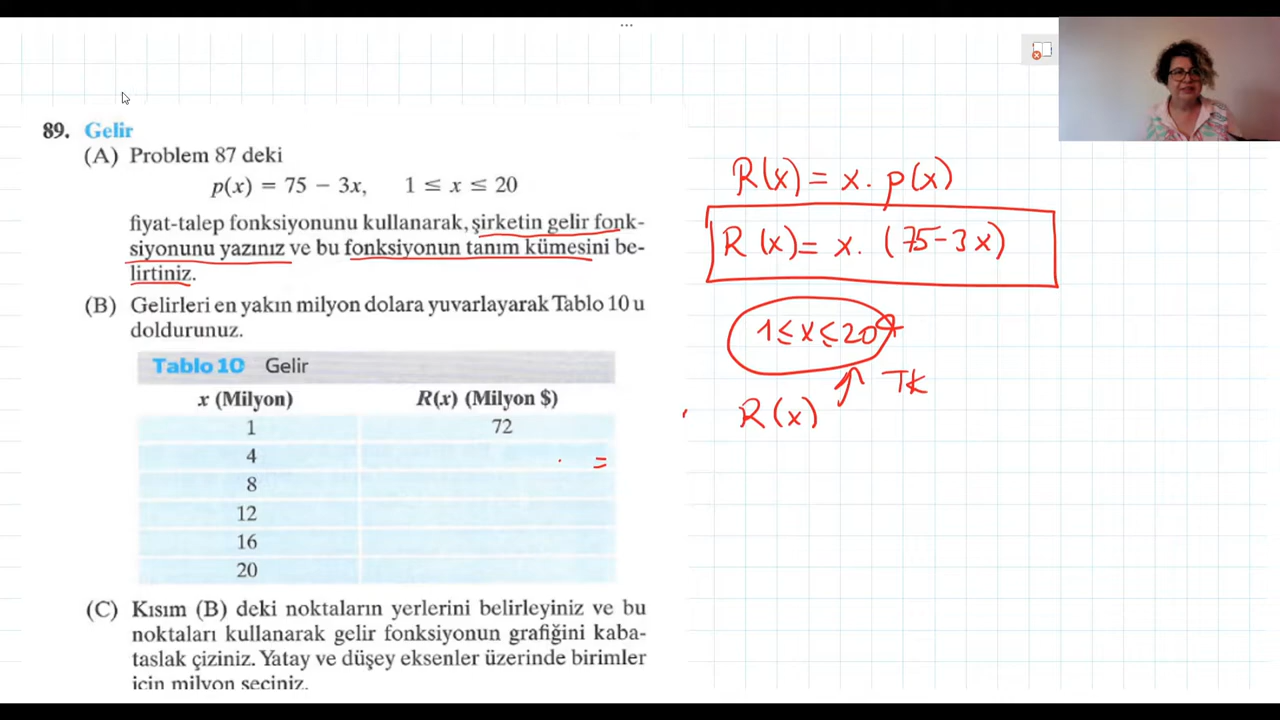 89. Gelir
(A) Problem 87 deki
p(x) = 75 − 3x, 1 ≤ x ≤ 20
fiyat-talep fonksiyonunu kullanarak, şirketin gelir fonk-
siyonunu yazınız ve bu fonksiyonun tanım kümesini be-
lirtiniz.
(B) Gelirleri en yakın milyon dolara yuvarlayarak Tablo 10 u
doldurunuz.
Tablo 10 Gelir
x (Milyon) R(x) (Milyon $)
1 72
4
=
8
12
16
20
(C) Kısım (B) deki noktaların yerlerini belirleyiniz ve bu
noktaları kullanarak gelir fonksiyonun grafiğini kaba-
taslak çiziniz. Yatay ve düşey eksenler üzerinde birimler
için milyon seçiniz.
R(x) = x. p(x)
R(x) = x. (75-3x)
1 ≤ x ≤ 20
TK
R(x)